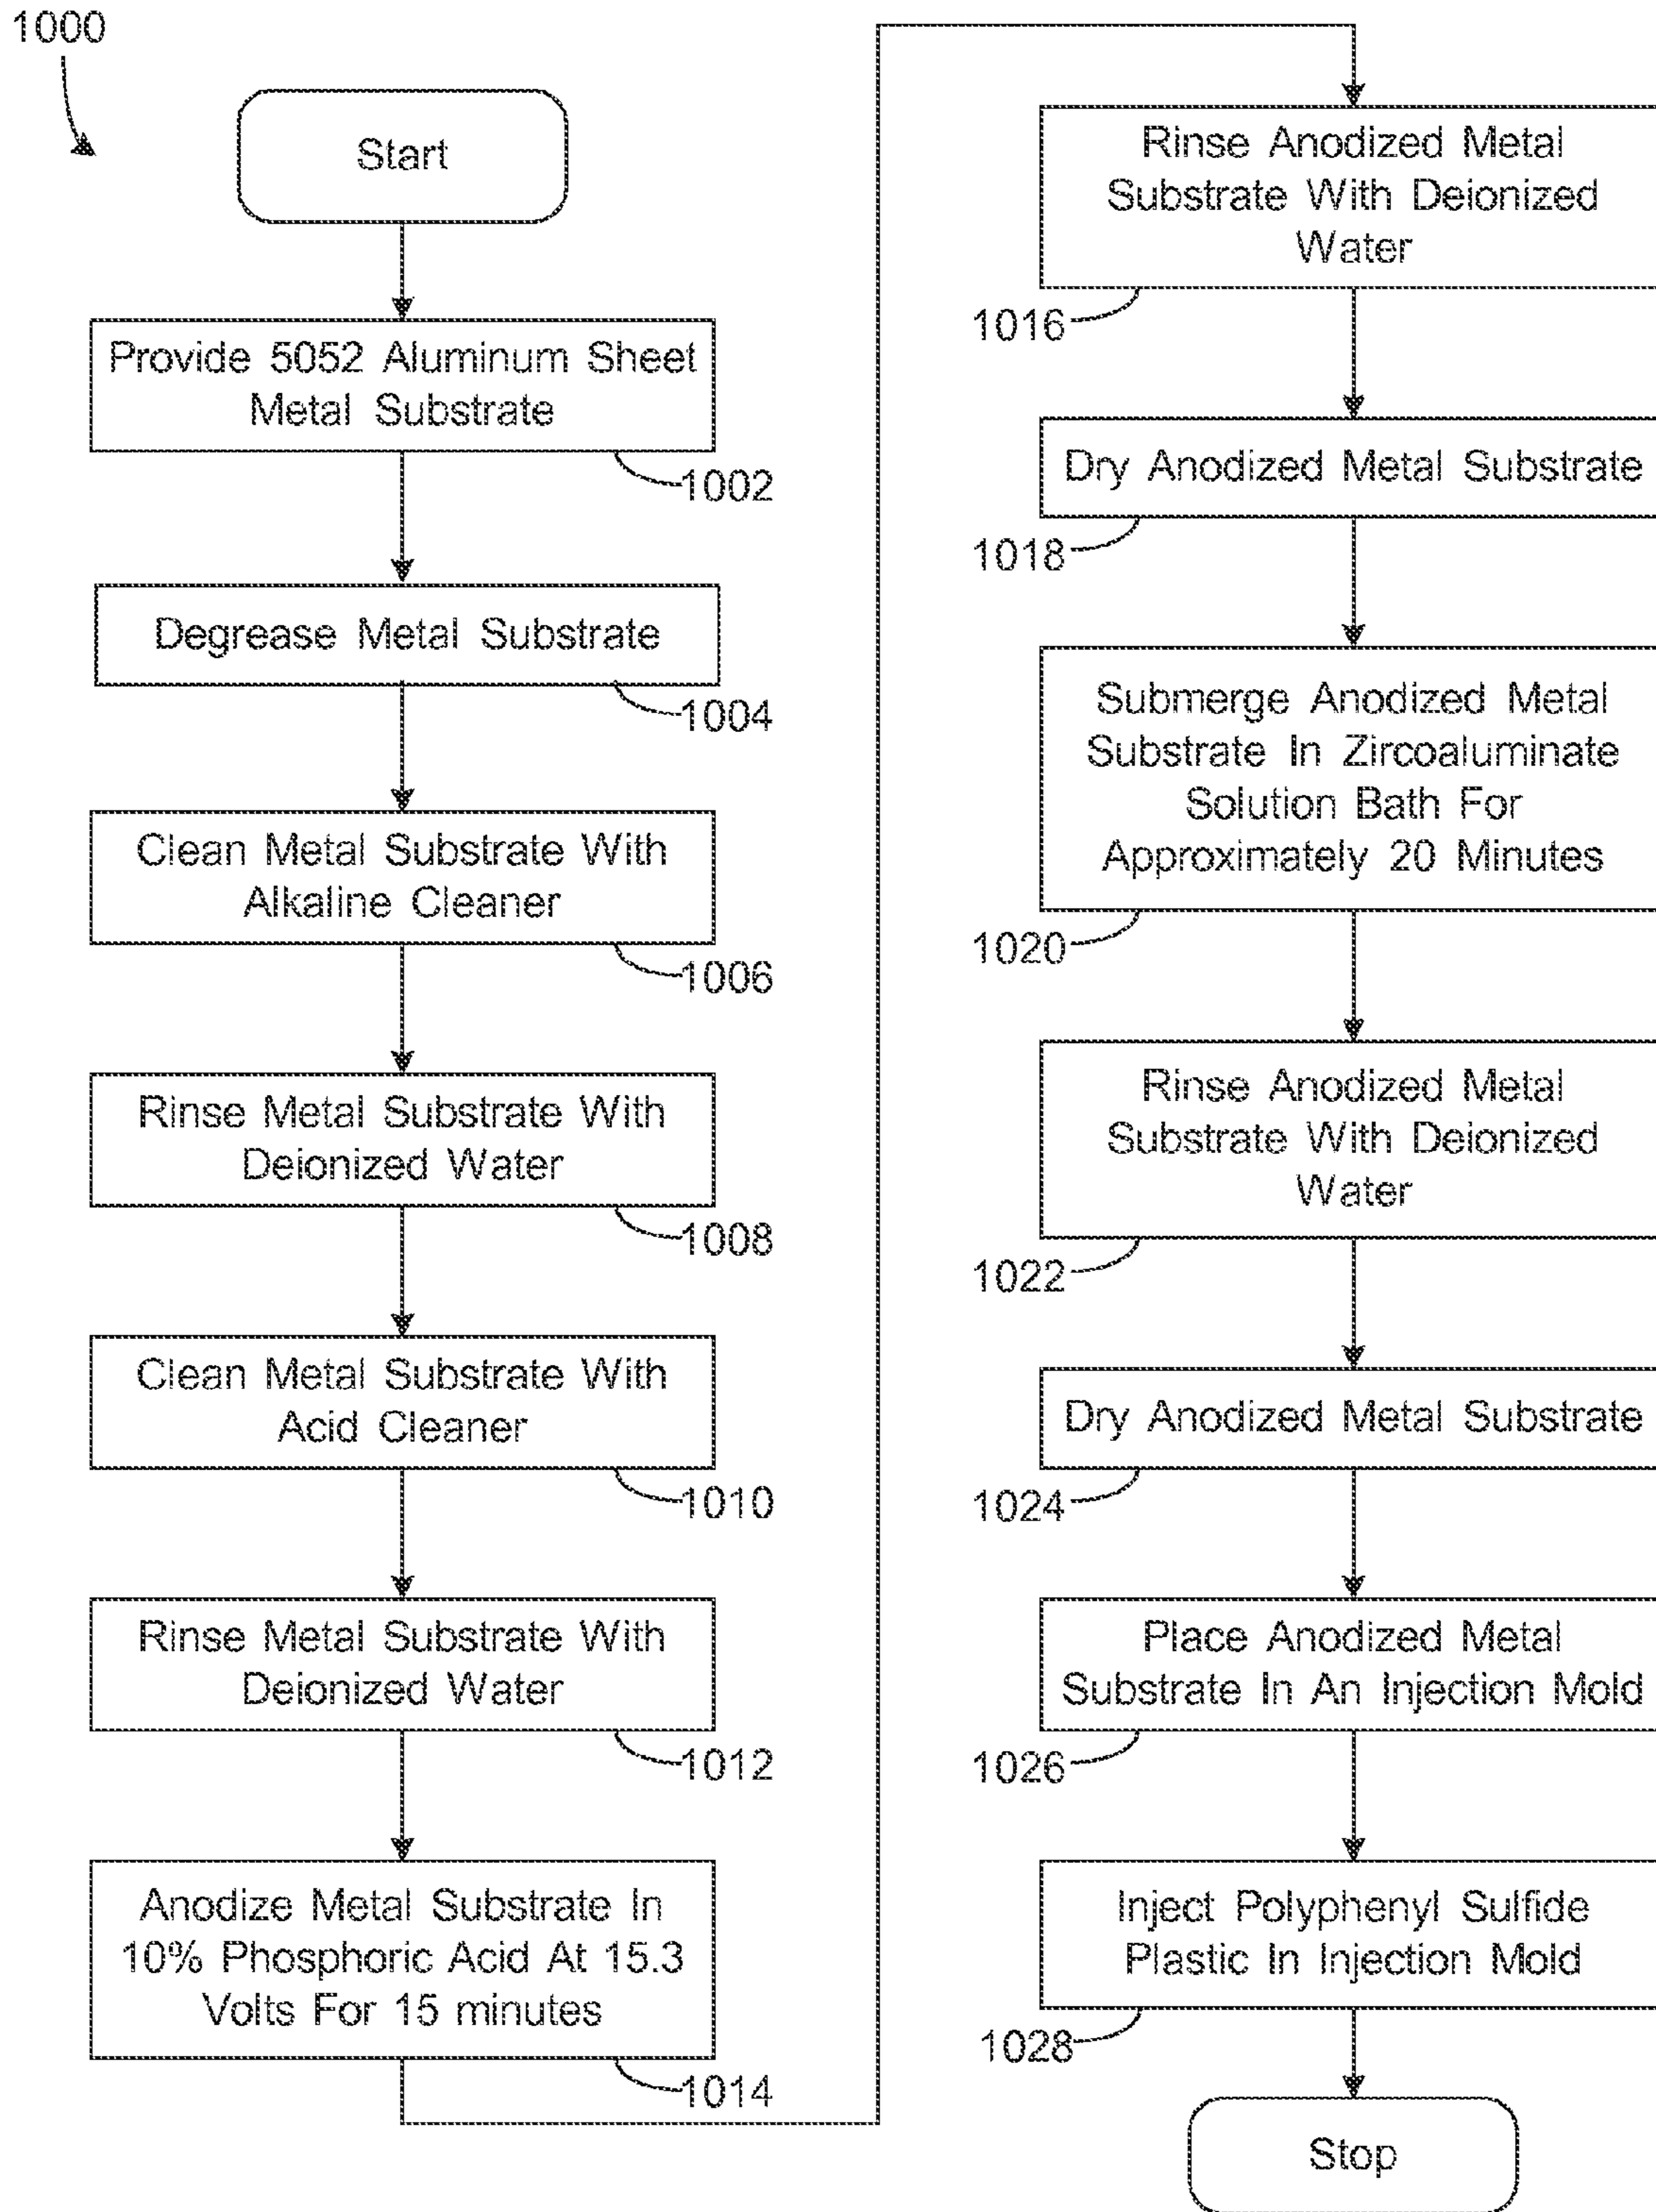 1000
Start
Provide 5052 Aluminum Sheet
Metal Substrate
1002
Degrease Metal Substrate
1004
Clean Metal Substrate With
Alkaline Cleaner
1006
Rinse Metal Substrate With
Deionized Water
1008
Clean Metal Substrate With
Acid Cleaner
1010
Rinse Metal Substrate With
Deionized Water
1012
Anodize Metal Substrate In
10% Phosphoric Acid At 15.3
Volts For 15 minutes
1014
Rinse Anodized Metal
Substrate With Deionized
Water
1016
Dry Anodized Metal Substrate
1018
Submerge Anodized Metal
Substrate In Zircoaluminate
Solution Bath For
Approximately 20 Minutes
1020
Rinse Anodized Metal
Substrate With Deionized
Water
1022
Dry Anodized Metal Substrate
1024
Place Anodized Metal
Substrate In An Injection Mold
1026
Inject Polyphenyl Sulfide
Plastic In Injection Mold
1028
Stop